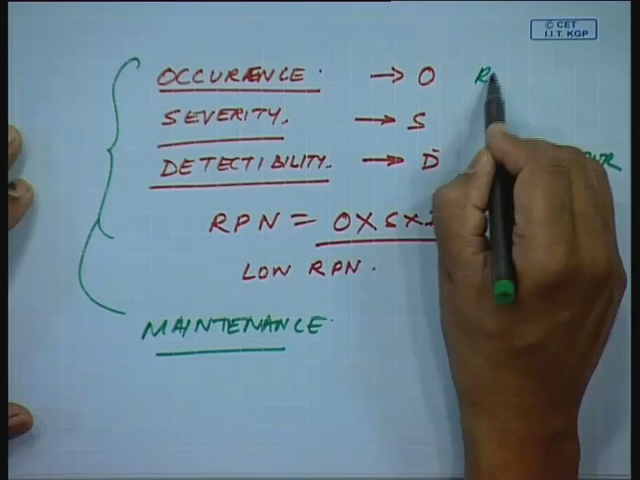 © CET
I.I.T. KGP
OCCURENCE. → O R
SEVERITY. → S
DETECTIBILITY. → D
RPN = O X S X
LOW RPN.
MAINTENANCE.